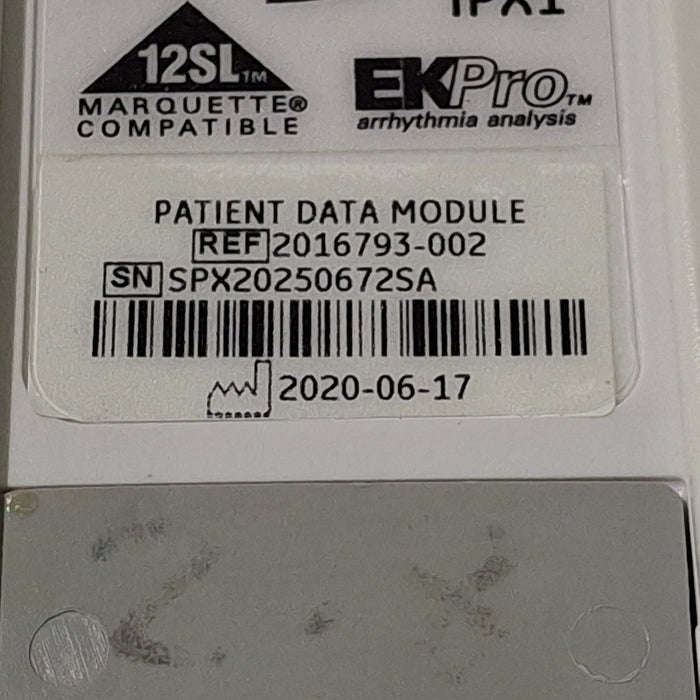 IPX1
12SL™
MARQUETTE®
COMPATIBLE
EKPro™
arrhythmia analysis
PATIENT DATA MODULE
REF 2016793-002
SN SPX20250672SA
2020-06-17